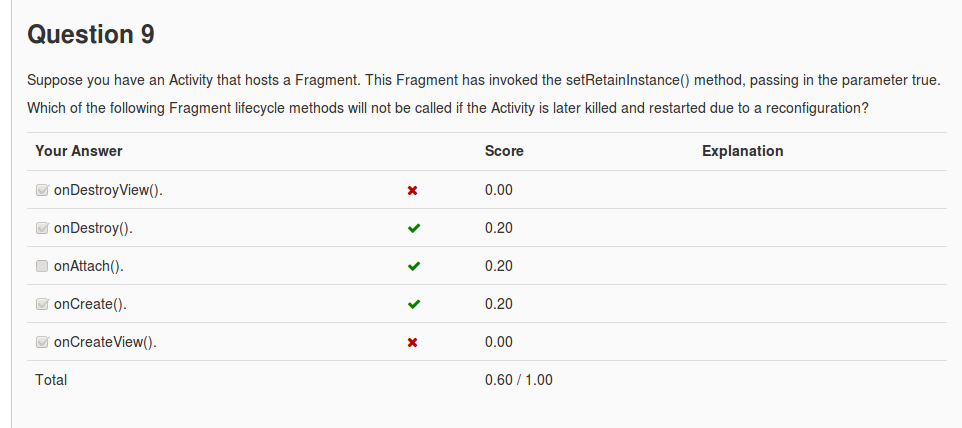 Question 9
Suppose you have an Activity that hosts a Fragment. This Fragment has invoked the setRetainInstance() method, passing in the parameter true.
Which of the following Fragment lifecycle methods will not be called if the Activity is later killed and restarted due to a reconfiguration?
Your Answer Score Explanation
onDestroyView(). 0.00
onDestroy(). 0.20
onAttach(). 0.20
onCreate(). 0.20
onCreateView(). 0.00
Total 0.60 / 1.00